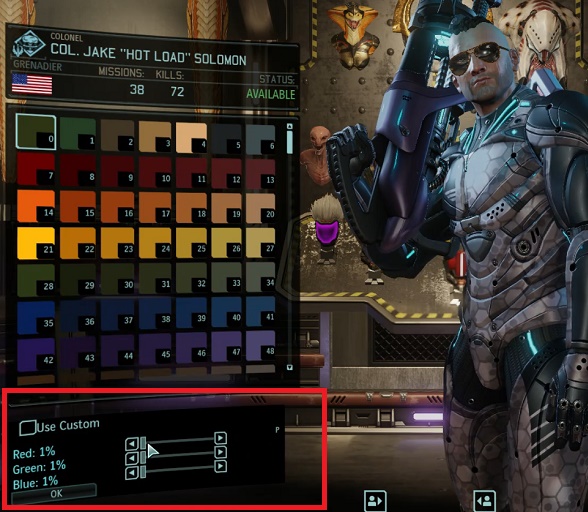 COLONEL
COL. JAKE "HOT LOAD" SOLOMON
GRENADIER
MISSIONS: KILLS: STATUS:
38 72 AVAILABLE
0 1 2 3 4 5 6
7 8 9 10 11 12 13
14 15 16 17 18 19 20
21 22 23 24 25 26 27
28 29 30 31 32 33 34
35 36 37 38 39 40 41
42 43 44 45 46 47 48
Use Custom
P
Red: 1%
Green: 1%
Blue: 1%
OK